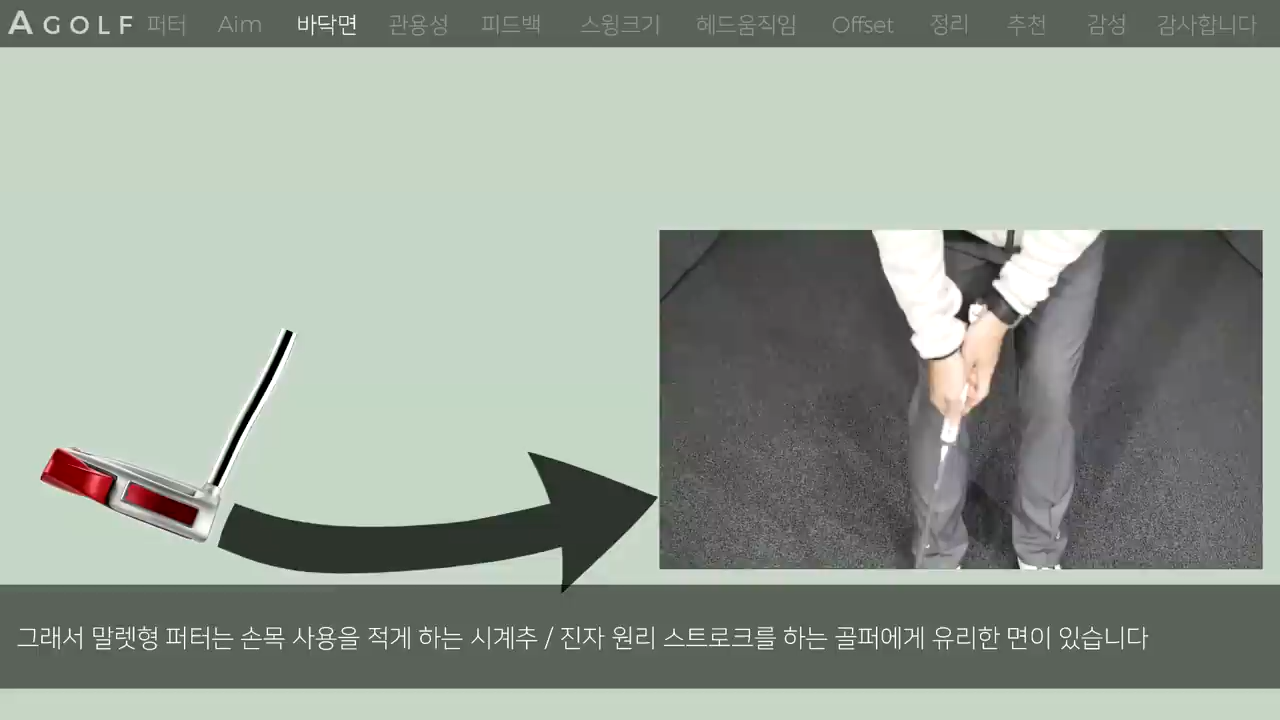 AGOLF 퍼터 Aim 바닥면 관용성 피드백 스윙크기 헤드움직임 Offset 정리 추천 감성 감사합니다
그래서 말렛형 퍼터는 손목 사용을 적게 하는 시계추 / 진자 원리 스트로크를 하는 골퍼에게 유리한 면이 있습니다